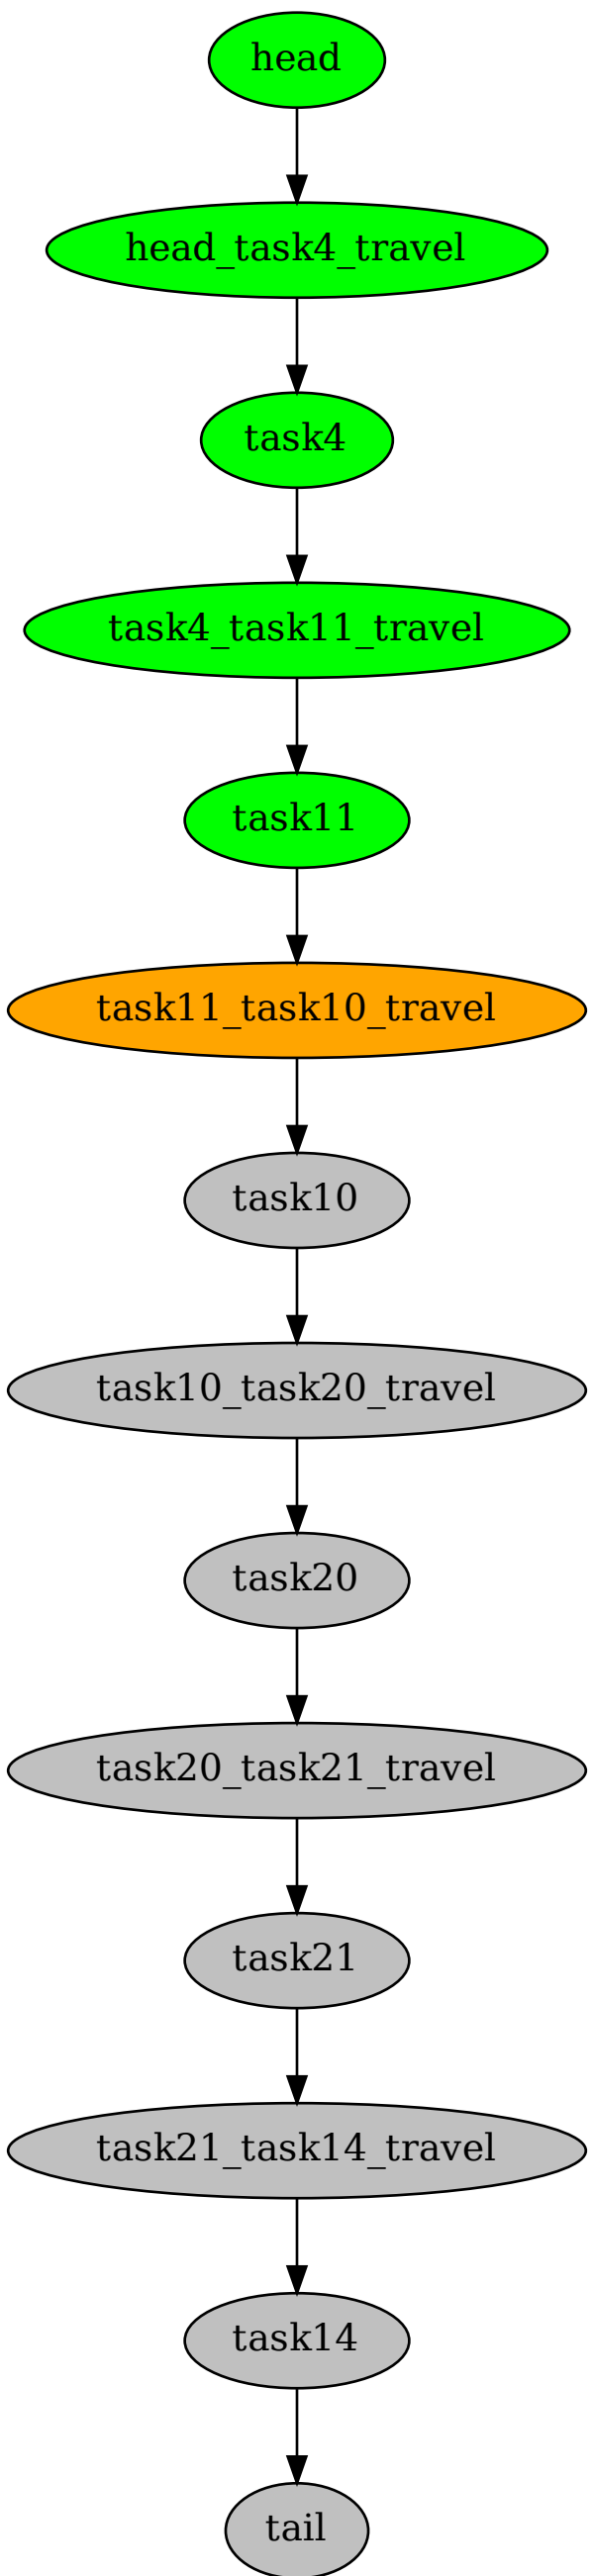 head
head_task4_travel
task4
task4_task11_travel
task11
task11_task10_travel
task10
task10_task20_travel
task20
task20_task21_travel
task21
task21_task14_travel
task14
tail